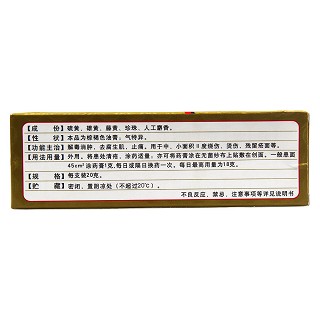 【成　份】硫黄、雄黄、藤黄、珍珠、人工麝香。
【性　状】本品为棕褐色油膏；气特异。
【功能主治】解毒消肿、去腐生肌、止痛。用于中、小面积Ⅱ度烧伤、烫伤、残留疮面等。
【用法用量】外用。将患处清疮，涂药适量。亦可将药膏涂在无菌纱布上贴敷在创面。一般患面
45cm²涂药膏1克，每日或隔日换药一次。每日最高用量为18克。
【规　格】每支装20克。
【贮　藏】密闭，置阴凉处（不超过20℃）。
不良反应、禁忌、注意事项等详见说明书